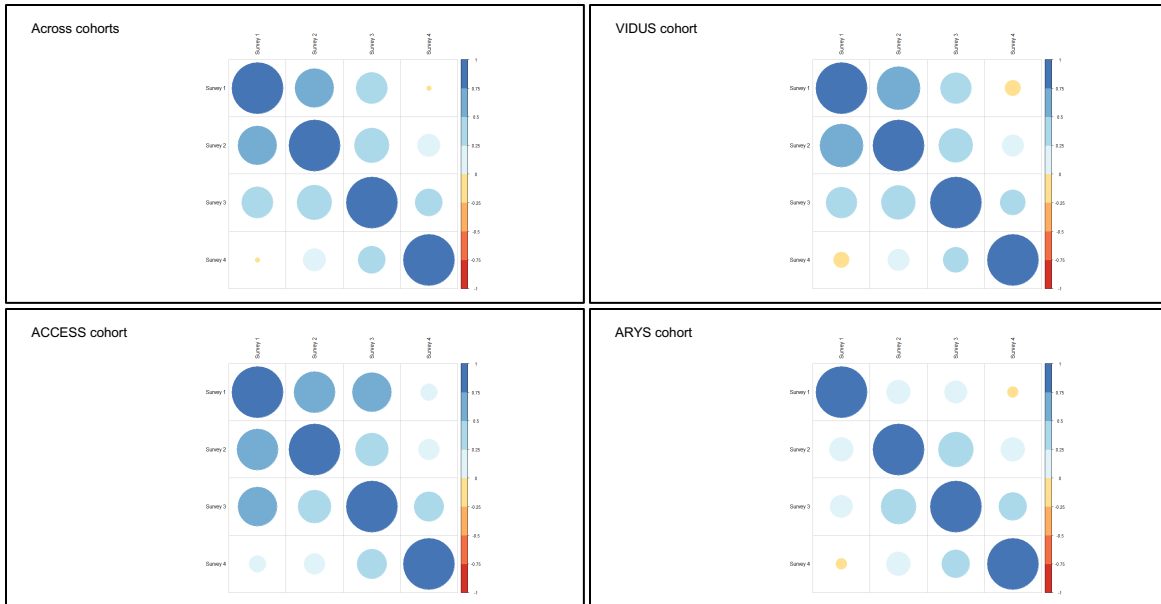 Across cohorts
Survey 1
Survey 2
Survey 3
Survey 4
Survey 1
Survey 2
Survey 3
Survey 4
1
0.75
0.5
0.25
0
-0.25
-0.5
-0.75
-1
VIDUS cohort
Survey 1
Survey 2
Survey 3
Survey 4
Survey 1
Survey 2
Survey 3
Survey 4
1
0.75
0.5
0.25
0
-0.25
-0.5
-0.75
-1
ACCESS cohort
Survey 1
Survey 2
Survey 3
Survey 4
Survey 1
Survey 2
Survey 3
Survey 4
1
0.75
0.5
0.25
0
-0.25
-0.5
-0.75
-1
ARYS cohort
Survey 1
Survey 2
Survey 3
Survey 4
Survey 1
Survey 2
Survey 3
Survey 4
1
0.75
0.5
0.25
0
-0.25
-0.5
-0.75
-1